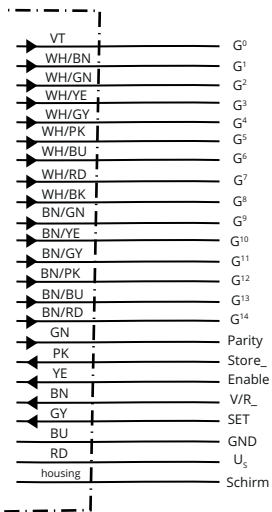 VT G⁰
WH/BN G¹
WH/GN G²
WH/YE G³
WH/GY G⁴
WH/PK G⁵
WH/BU G⁶
WH/RD G⁷
WH/BK G⁸
BN/GN G⁹
BN/YE G¹⁰
BN/GY G¹¹
BN/PK G¹²
BN/BU G¹³
BN/RD G¹⁴
GN Parity
PK Store_
YE Enable
BN V/R_
GY SET
BU GND
RD Uₛ
housing Schirm